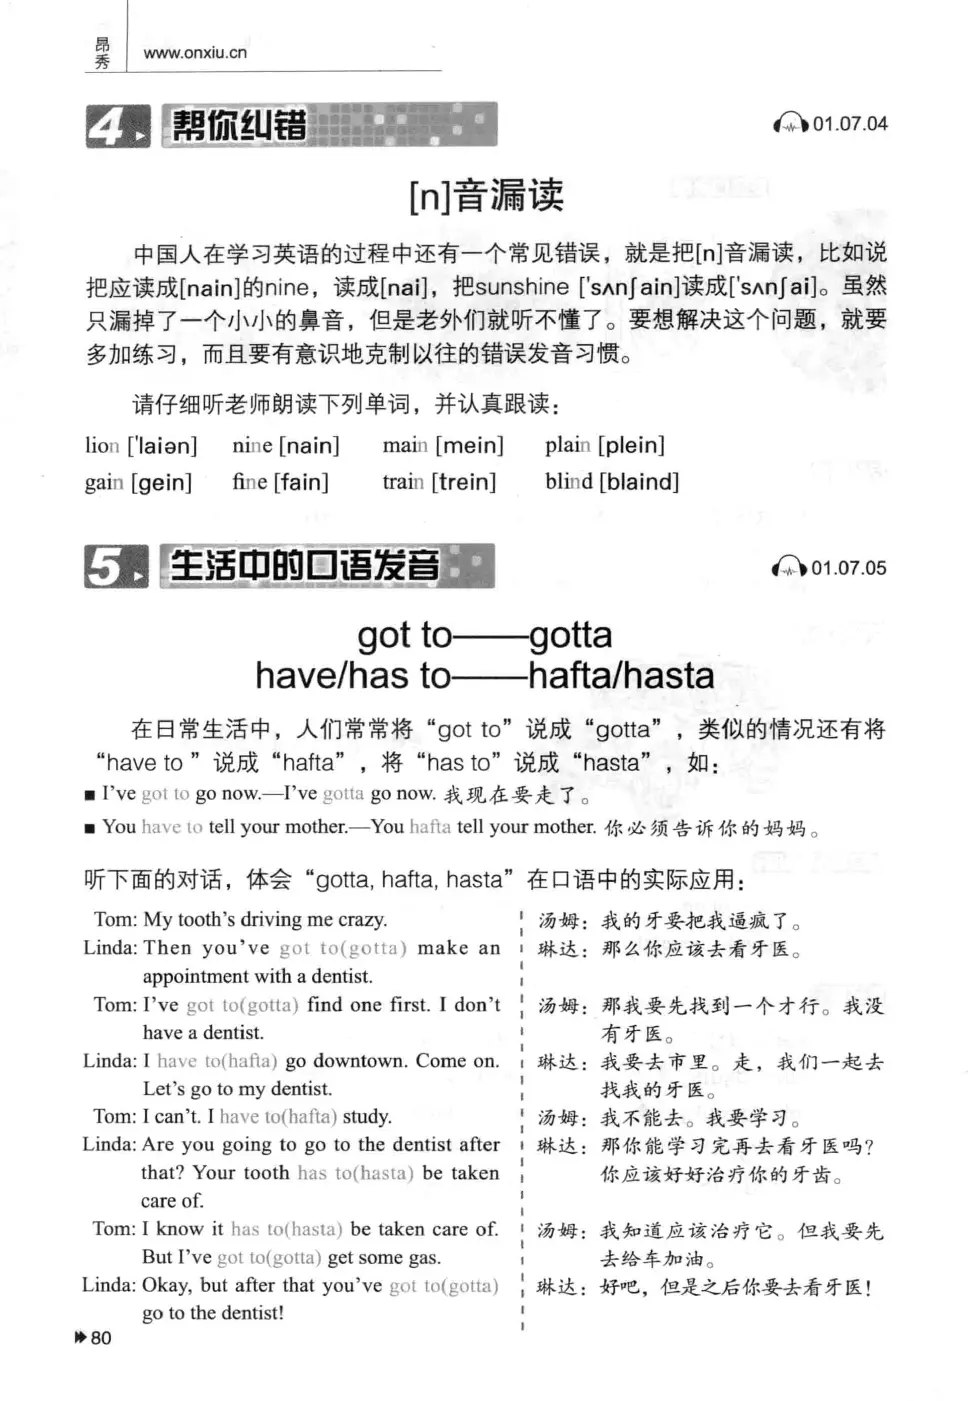 昂秀
www.onxiu.cn
4 帮你纠错
01.07.04
[n]音漏读
中国人在学习英语的过程中还有一个常见错误，就是把[n]音漏读，比如说
把应读成[nain]的nine，读成[nai]，把sunshine ['sʌnʃain]读成['sʌnʃai]。虽然
只漏掉了一个小小的鼻音，但是老外们就听不懂了。要想解决这个问题，就要
多加练习，而且要有意识地克制以往的错误发音习惯。
请仔细听老师朗读下列单词，并认真跟读：
lion ['laiən] nine [nain] main [mein] plain [plein]
gain [gein] fine [fain] train [trein] blind [blaind]
5 生活中的口语发音
01.07.05
got to——gotta
have/has to——hafta/hasta
在日常生活中，人们常常将“got to”说成“gotta”，类似的情况还有将
“have to ”说成“hafta”，将“has to”说成“hasta”，如：
■ I’ve got to go now.—I’ve gotta go now. 我现在要走了。
■ You have to tell your mother.—You hafta tell your mother. 你必须告诉你的妈妈。
听下面的对话，体会“gotta, hafta, hasta”在口语中的实际应用：
Tom: My tooth’s driving me crazy.
Linda: Then you’ve got to(gotta) make an
appointment with a dentist.
Tom: I’ve got to(gotta) find one first. I don’t
have a dentist.
Linda: I have to(hafta) go downtown. Come on.
Let’s go to my dentist.
Tom: I can’t. I have to(hafta) study.
Linda: Are you going to go to the dentist after
that? Your tooth has to(hasta) be taken
care of.
Tom: I know it has to(hasta) be taken care of.
But I’ve got to(gotta) get some gas.
Linda: Okay, but after that you’ve got to(gotta)
go to the dentist!
汤姆：我的牙要把我逼疯了。
琳达：那么你应该去看牙医。
汤姆：那我要先找到一个才行。我没
有牙医。
琳达：我要去市里。走，我们一起去
找我的牙医。
汤姆：我不能去。我要学习。
琳达：那你能学习完再去看牙医吗？
你应该好好治疗你的牙齿。
汤姆：我知道应该治疗它。但我要先
去给车加油。
琳达：好吧，但是之后你要去看牙医！
80